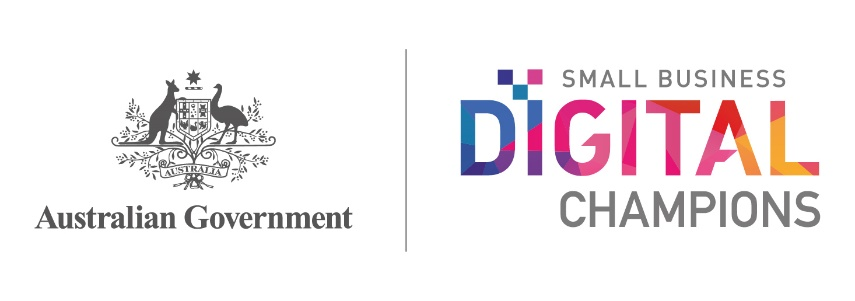 AUSTRALIA
Australian Government
SMALL BUSINESS
DIGITAL
CHAMPIONS